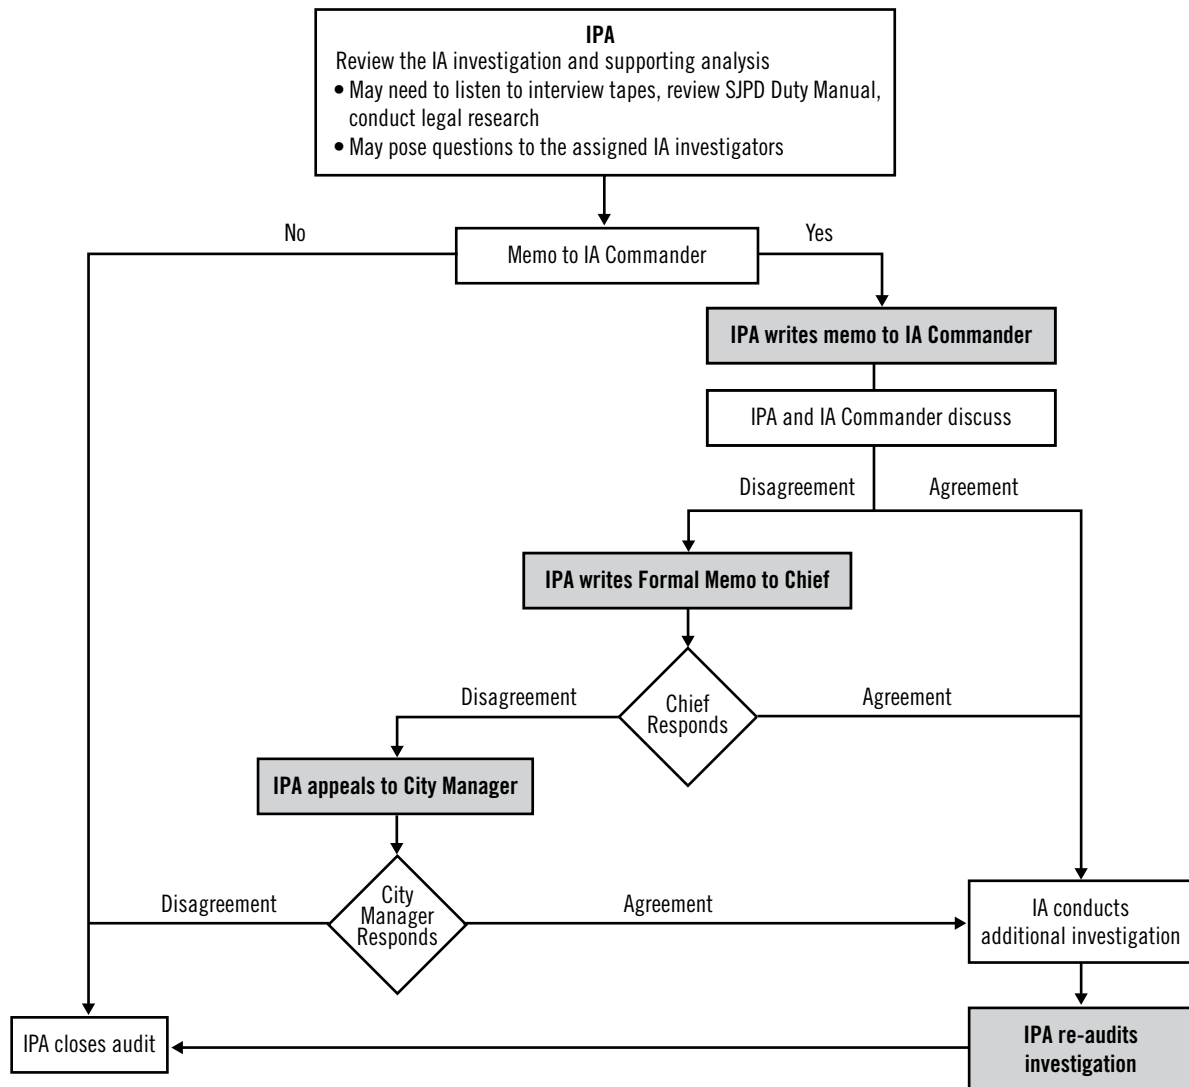 IPA
Review the IA investigation and supporting analysis
• May need to listen to interview tapes, review SJPD Duty Manual,
conduct legal research
• May pose questions to the assigned IA investigators
No
Memo to IA Commander
Yes
IPA writes memo to IA Commander
IPA and IA Commander discuss
Disagreement
Agreement
IPA writes Formal Memo to Chief
Disagreement
Chief
Responds
Agreement
IPA appeals to City Manager
Disagreement
City
Manager
Responds
Agreement
IA conducts
additional investigation
IPA closes audit
IPA re-audits
investigation